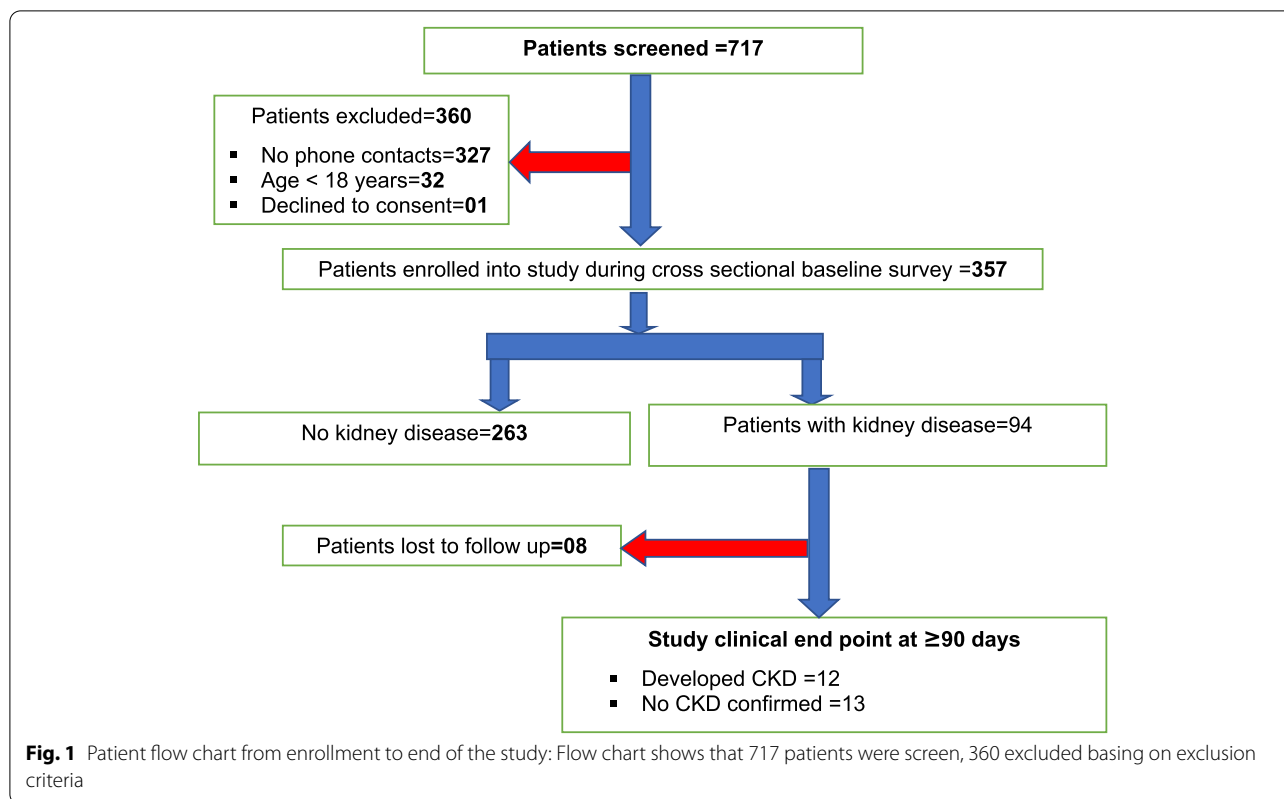 Patients screened =717
Patients excluded=360
▪ No phone contacts=327
▪ Age < 18 years=32
▪ Declined to consent=01
Patients enrolled into study during cross sectional baseline survey =357
No kidney disease=263
Patients with kidney disease=94
Patients lost to follow up=08
Study clinical end point at ≥90 days
▪ Developed CKD =12
▪ No CKD confirmed =13
Fig. 1 Patient flow chart from enrollment to end of the study: Flow chart shows that 717 patients were screen, 360 excluded basing on exclusion
criteria